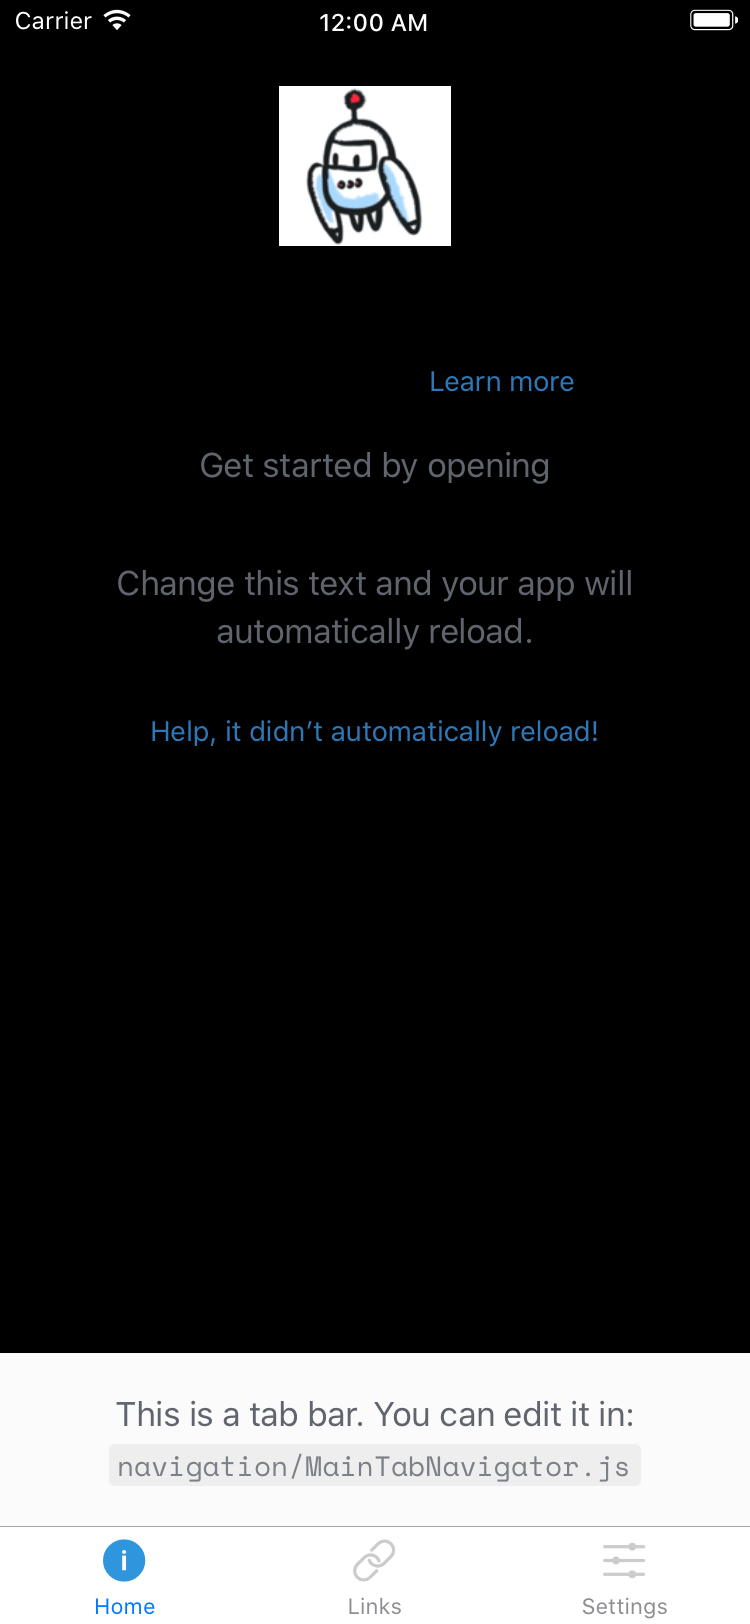 Carrier 12:00 AM
Learn more
Get started by opening
Change this text and your app will
automatically reload.
Help, it didn’t automatically reload!
This is a tab bar. You can edit it in:
navigation/MainTabNavigator.js
Home Links Settings